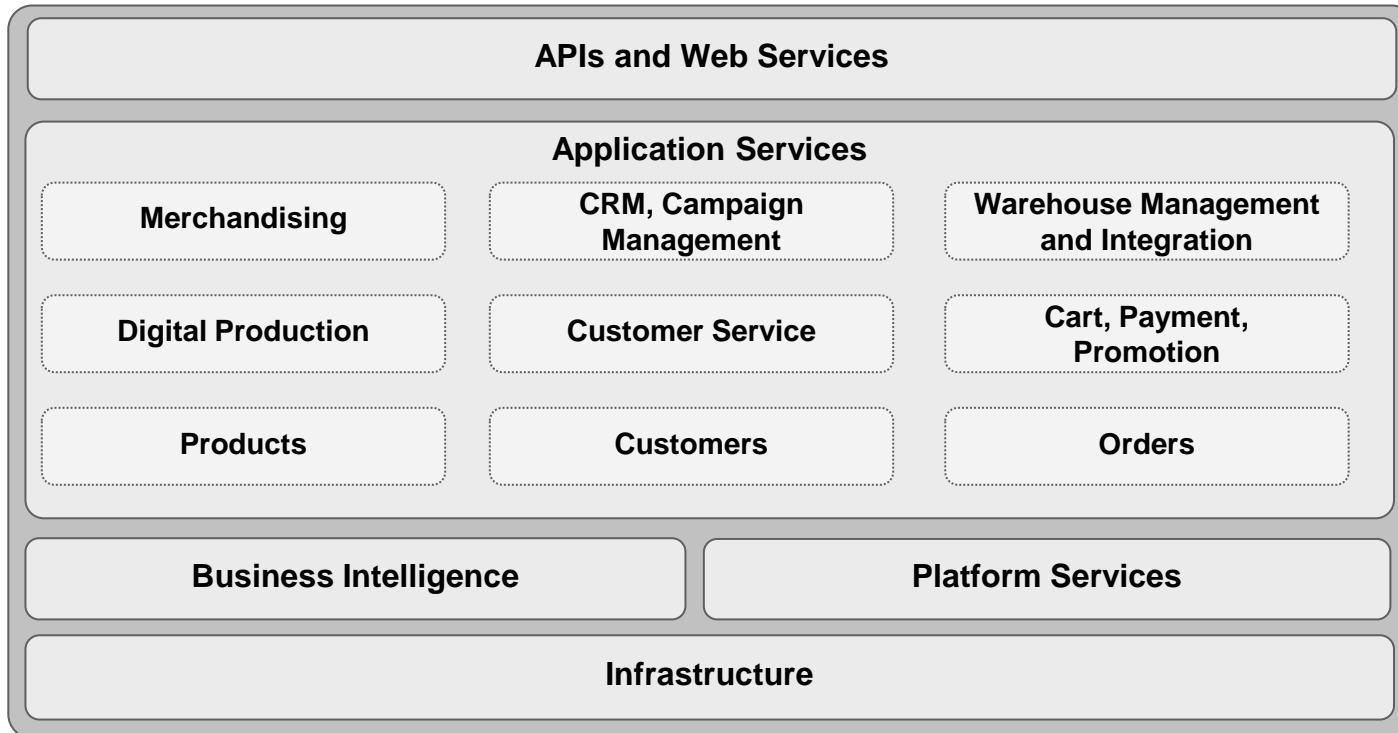 APIs and Web Services
Application Services
Merchandising
CRM, Campaign
Management
Warehouse Management
and Integration
Digital Production
Customer Service
Cart, Payment,
Promotion
Products
Customers
Orders
Business Intelligence
Platform Services
Infrastructure